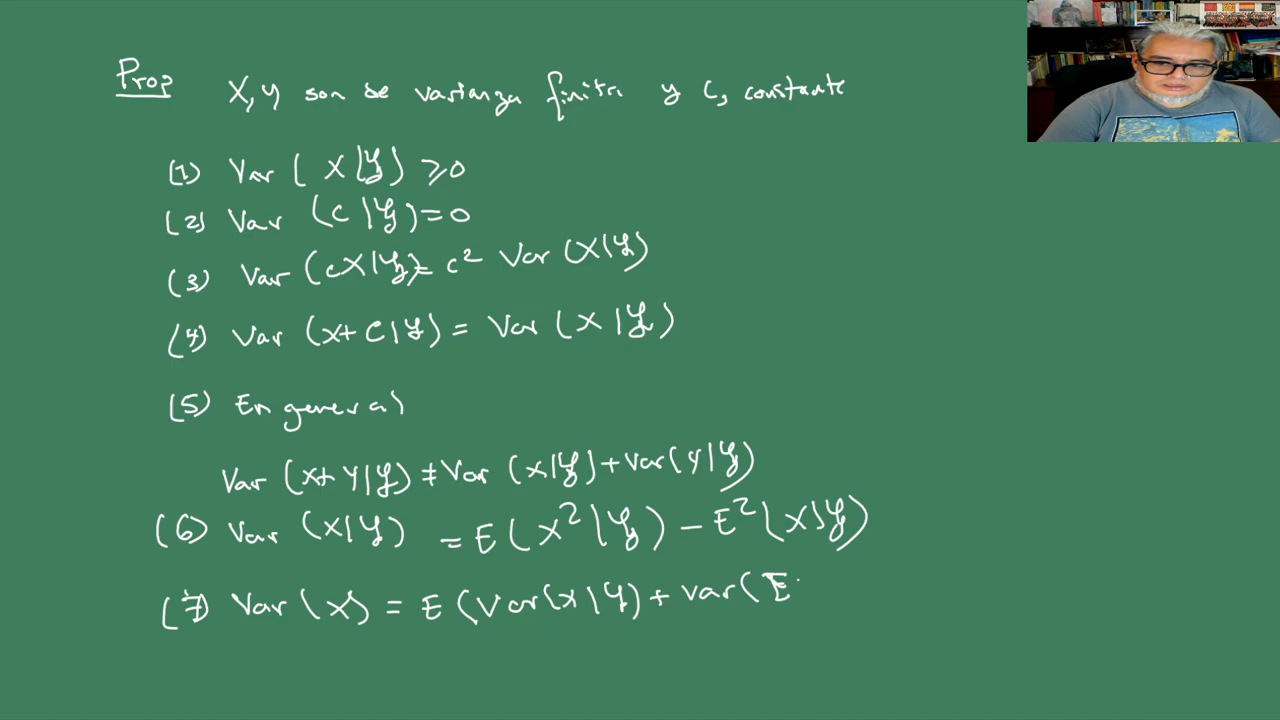 Prop X, Y son de varianza finita y c, constante
(1) Var (X|𝒢) ≥ 0
(2) Var (c|𝒢) = 0
(3) Var (cX|𝒢) = c² Var (X|𝒢)
(4) Var (X+c|𝒢) = Var (X|𝒢)
(5) En general
Var (X+Y|𝒢) ≠ Var (X|𝒢) + Var (Y|𝒢)
(6) Var (X|𝒢) = E (X²|𝒢) − E² (X|𝒢)
(7) Var (X) = E (Var (X|𝒢) + Var (E